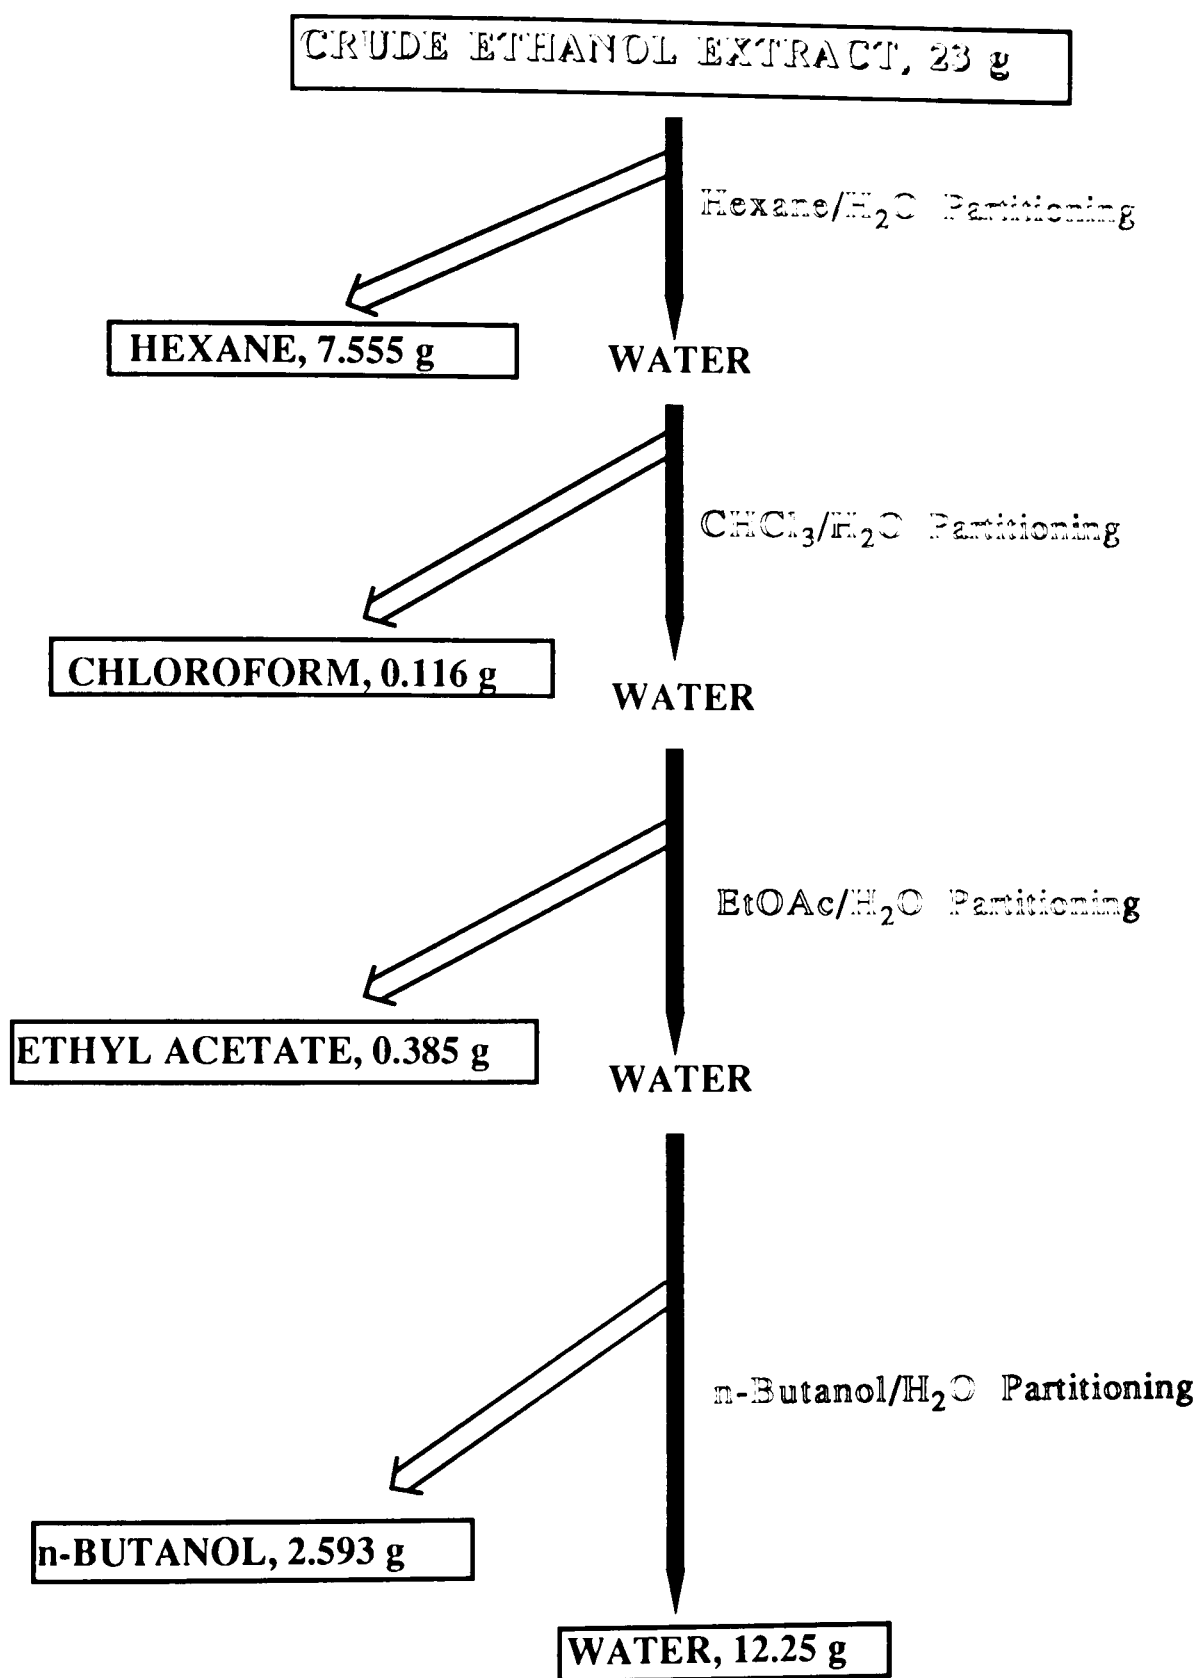 CRUDE ETHANOL EXTRACT, 23 g
Hexane/H₂O Partitioning
HEXANE, 7.555 g
WATER
CHCl₃/H₂O Partitioning
CHLOROFORM, 0.116 g
WATER
EtOAc/H₂O Partitioning
ETHYL ACETATE, 0.385 g
WATER
n-Butanol/H₂O Partitioning
n-BUTANOL, 2.593 g
WATER, 12.25 g